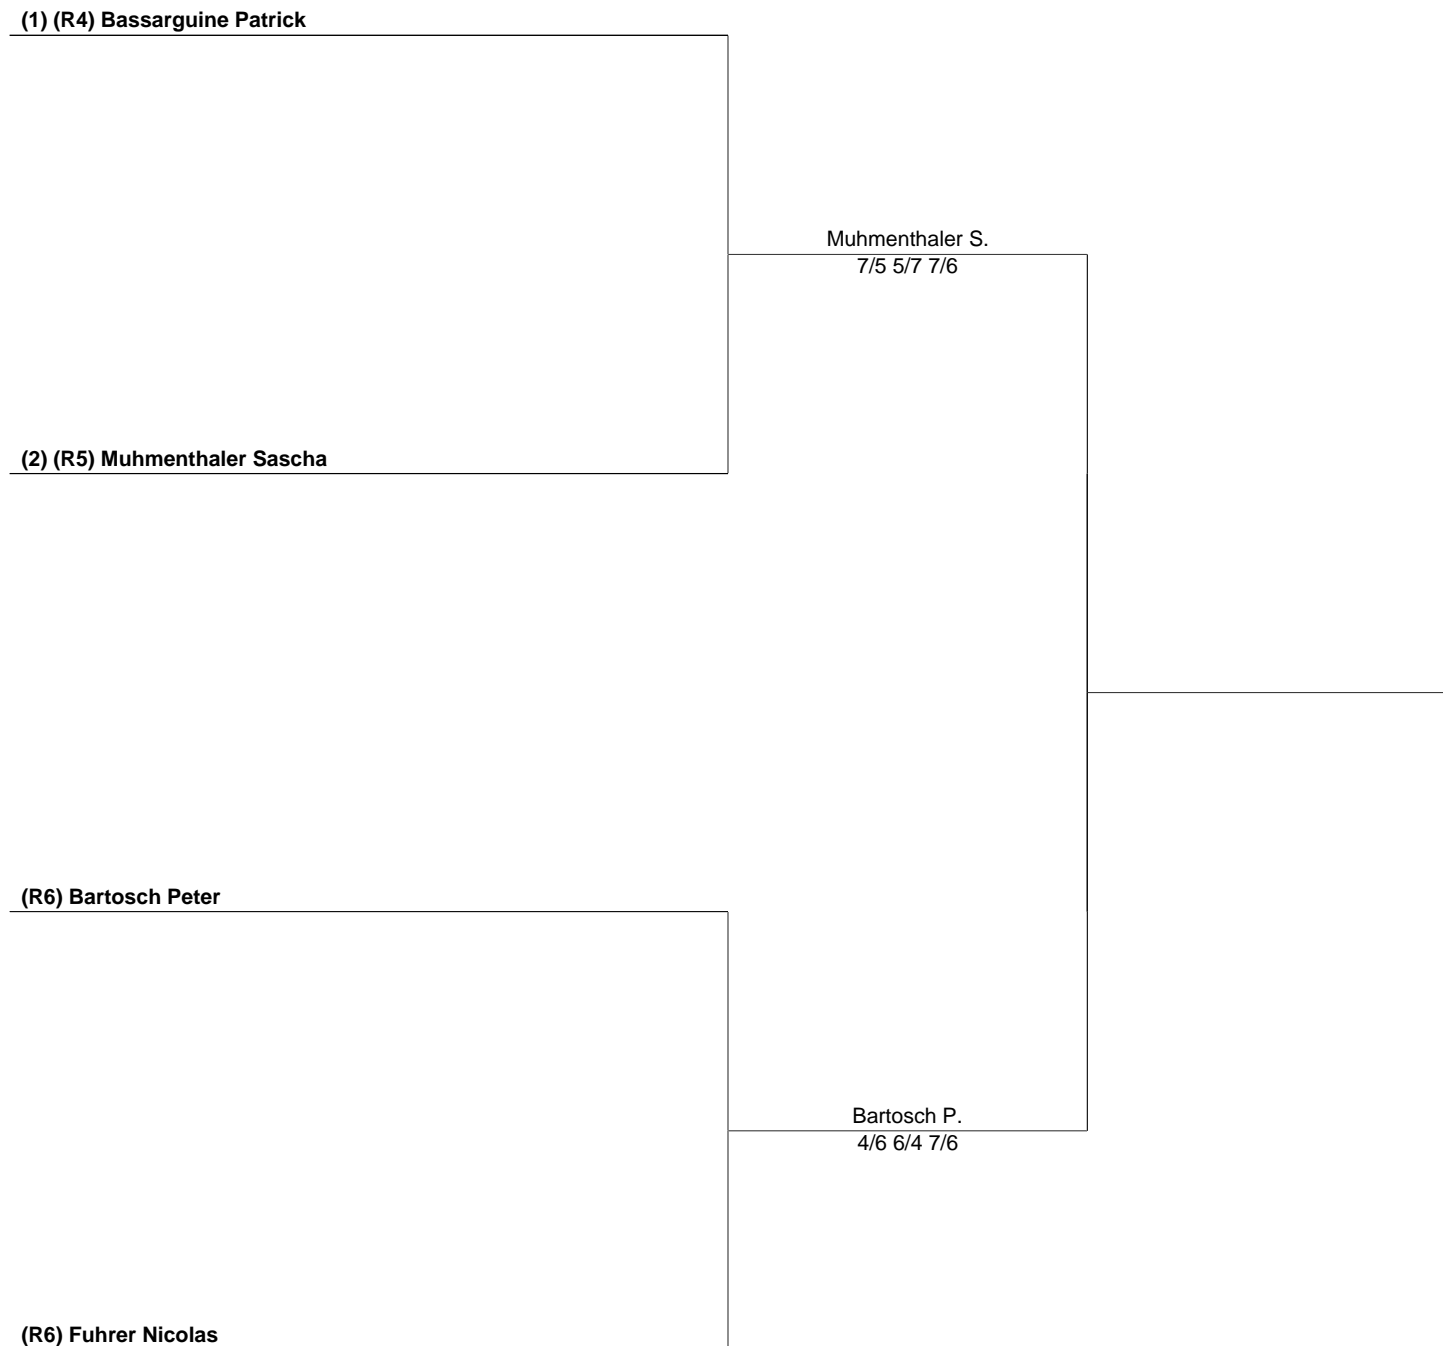 (1) (R4) Bassarguine Patrick
Muhmenthaler S.
7/5 5/7 7/6
(2) (R5) Muhmenthaler Sascha
(R6) Bartosch Peter
Bartosch P.
4/6 6/4 7/6
(R6) Fuhrer Nicolas